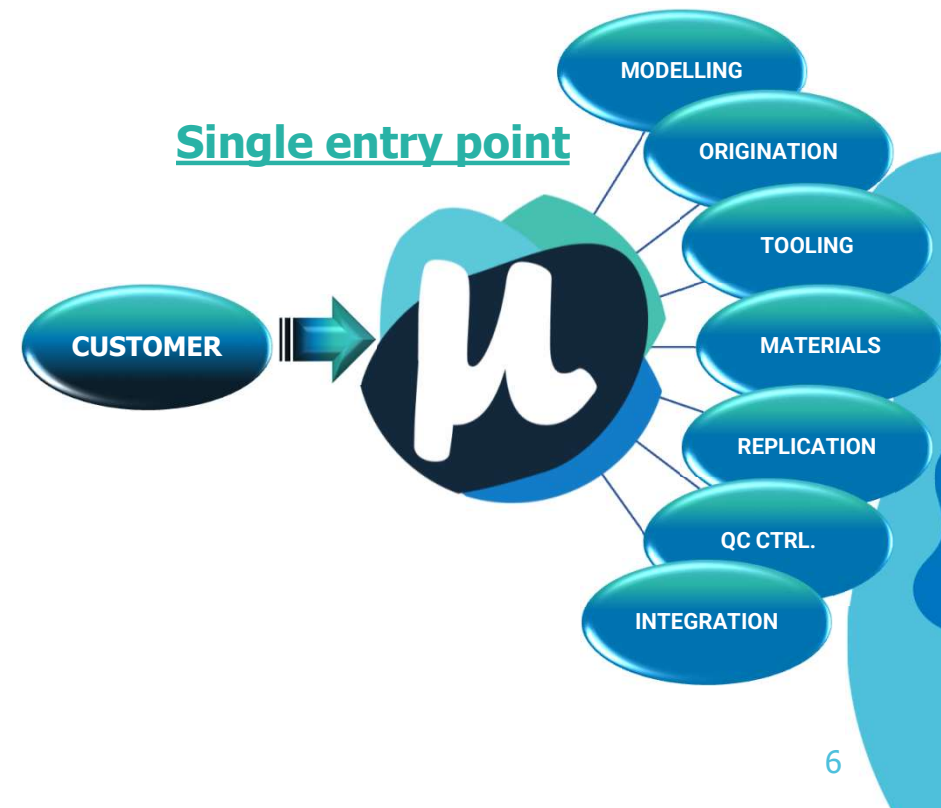 MODELLING
Single entry point
ORIGINATION
TOOLING
CUSTOMER
µ
MATERIALS
REPLICATION
QC CTRL.
INTEGRATION
6